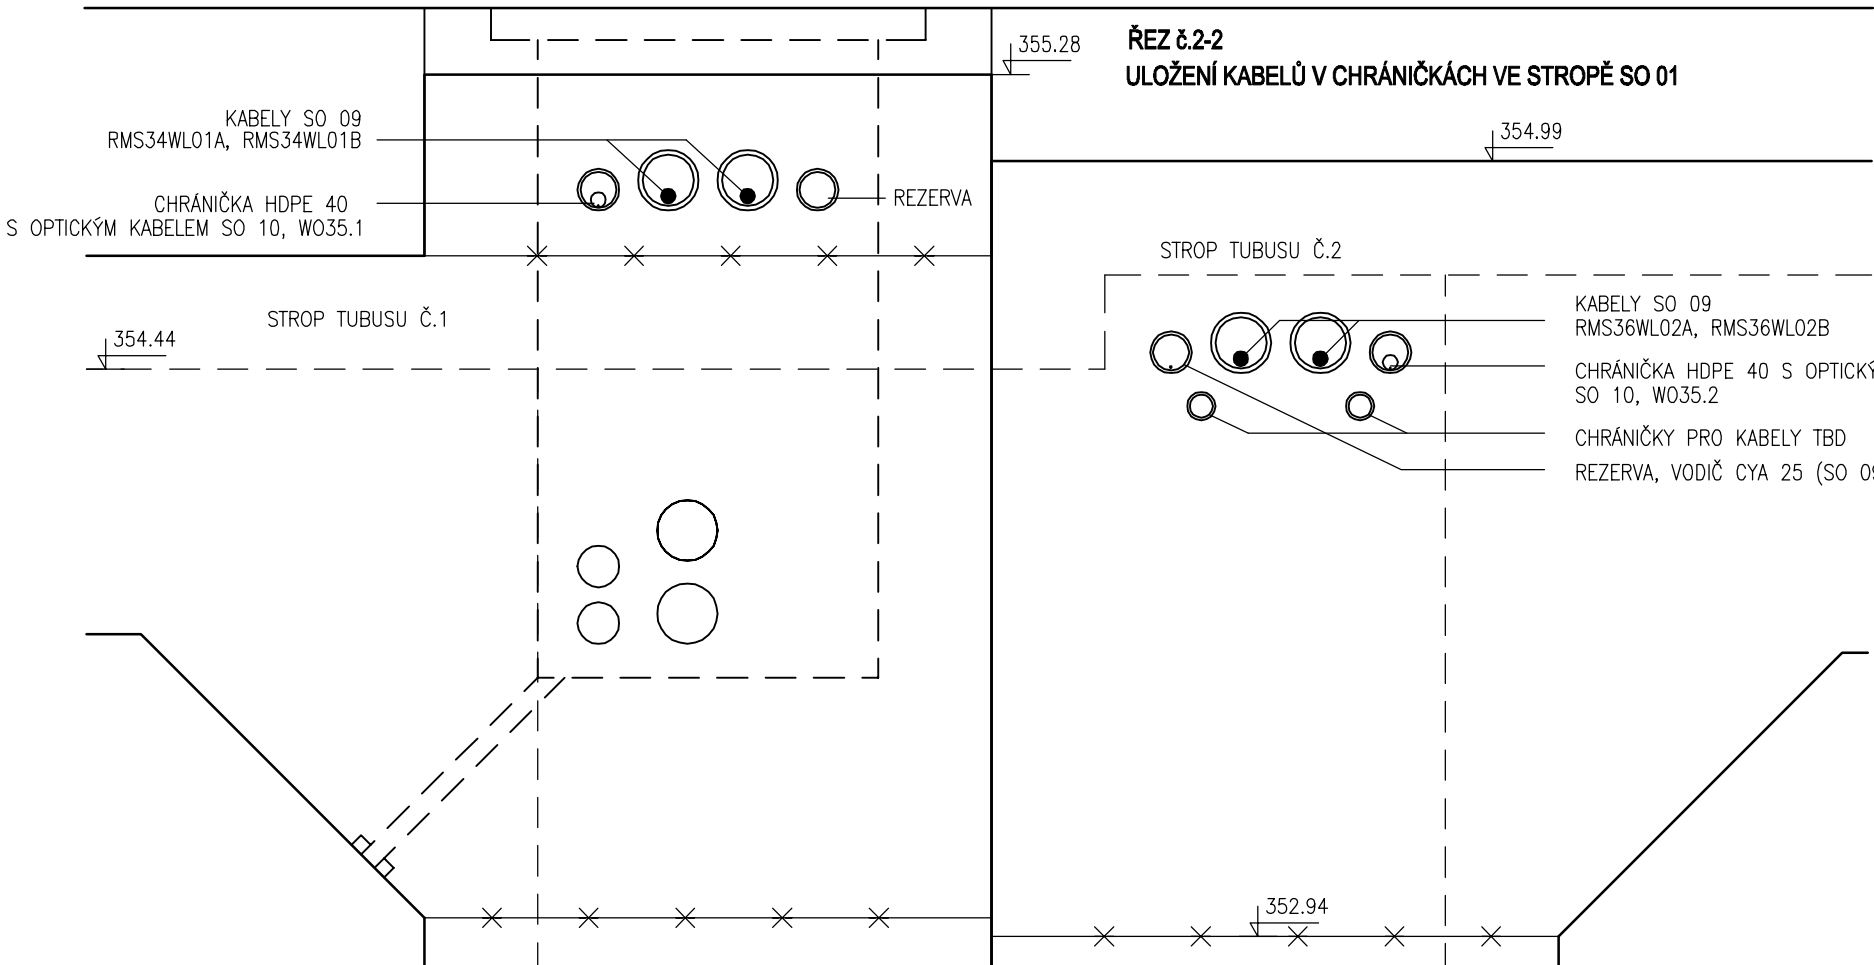 355.28
ŘEZ č.2-2
ULOŽENÍ KABELŮ V CHRÁNIČKÁCH VE STROPĚ SO 01
KABELY SO 09
RMS34WL01A, RMS34WL01B
354.99
CHRÁNIČKA HDPE 40
S OPTICKÝM KABELEM SO 10, WO35.1
REZERVA
STROP TUBUSU Č.2
STROP TUBUSU Č.1
354.44
KABELY SO 09
RMS36WL02A, RMS36WL02B
CHRÁNIČKA HDPE 40 S
SO 10, WO35.2
CHRÁNIČKY PRO KABELY TBD
REZERVA, VODIČ CYA 25 (SO
352.94